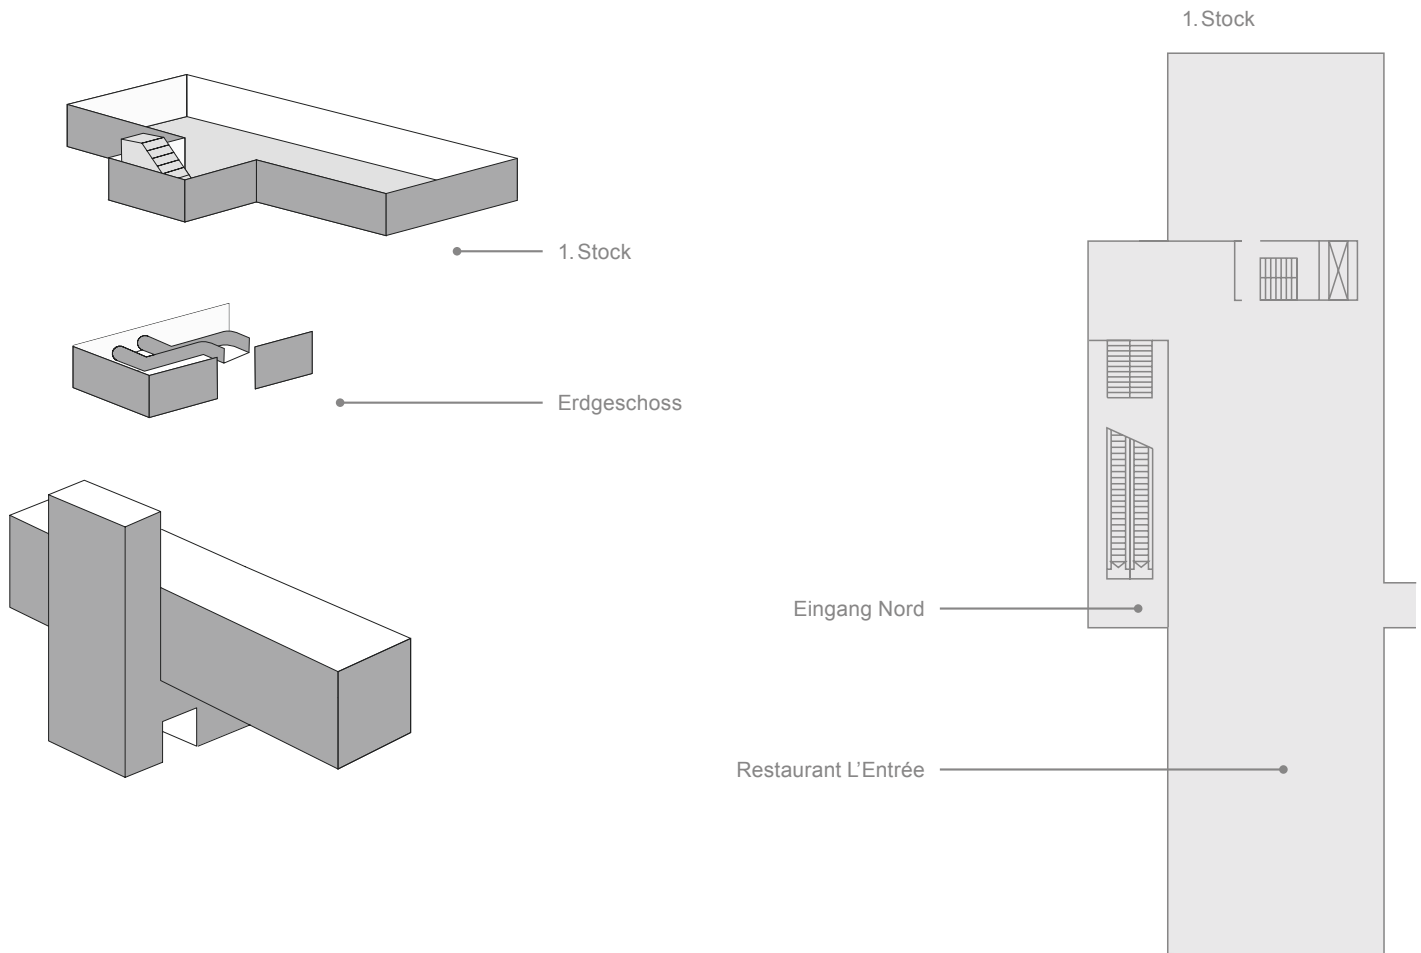 1. Stock
1. Stock
Erdgeschoss
Eingang Nord
Restaurant L’Entrée